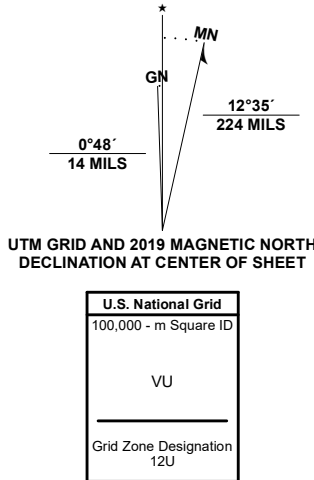 ★
MN
GN
12°35´
224 MILS
0°48´
14 MILS
UTM GRID AND 2019 MAGNETIC NORTH
DECLINATION AT CENTER OF SHEET
U.S. National Grid
100,000 - m Square ID
VU
Grid Zone Designation
12U